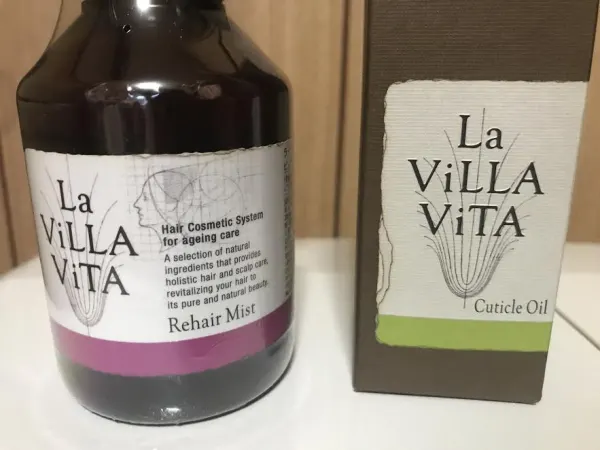 La
ViLLA
ViTA
Hair Cosmetic System
for ageing care
A selection of natural
ingredients that provides
holistic hair and scalp care,
revitalizing your hair to
its pure and natural beauty.
Rehair Mist
La
ViLLA
ViTA
Cuticle Oil